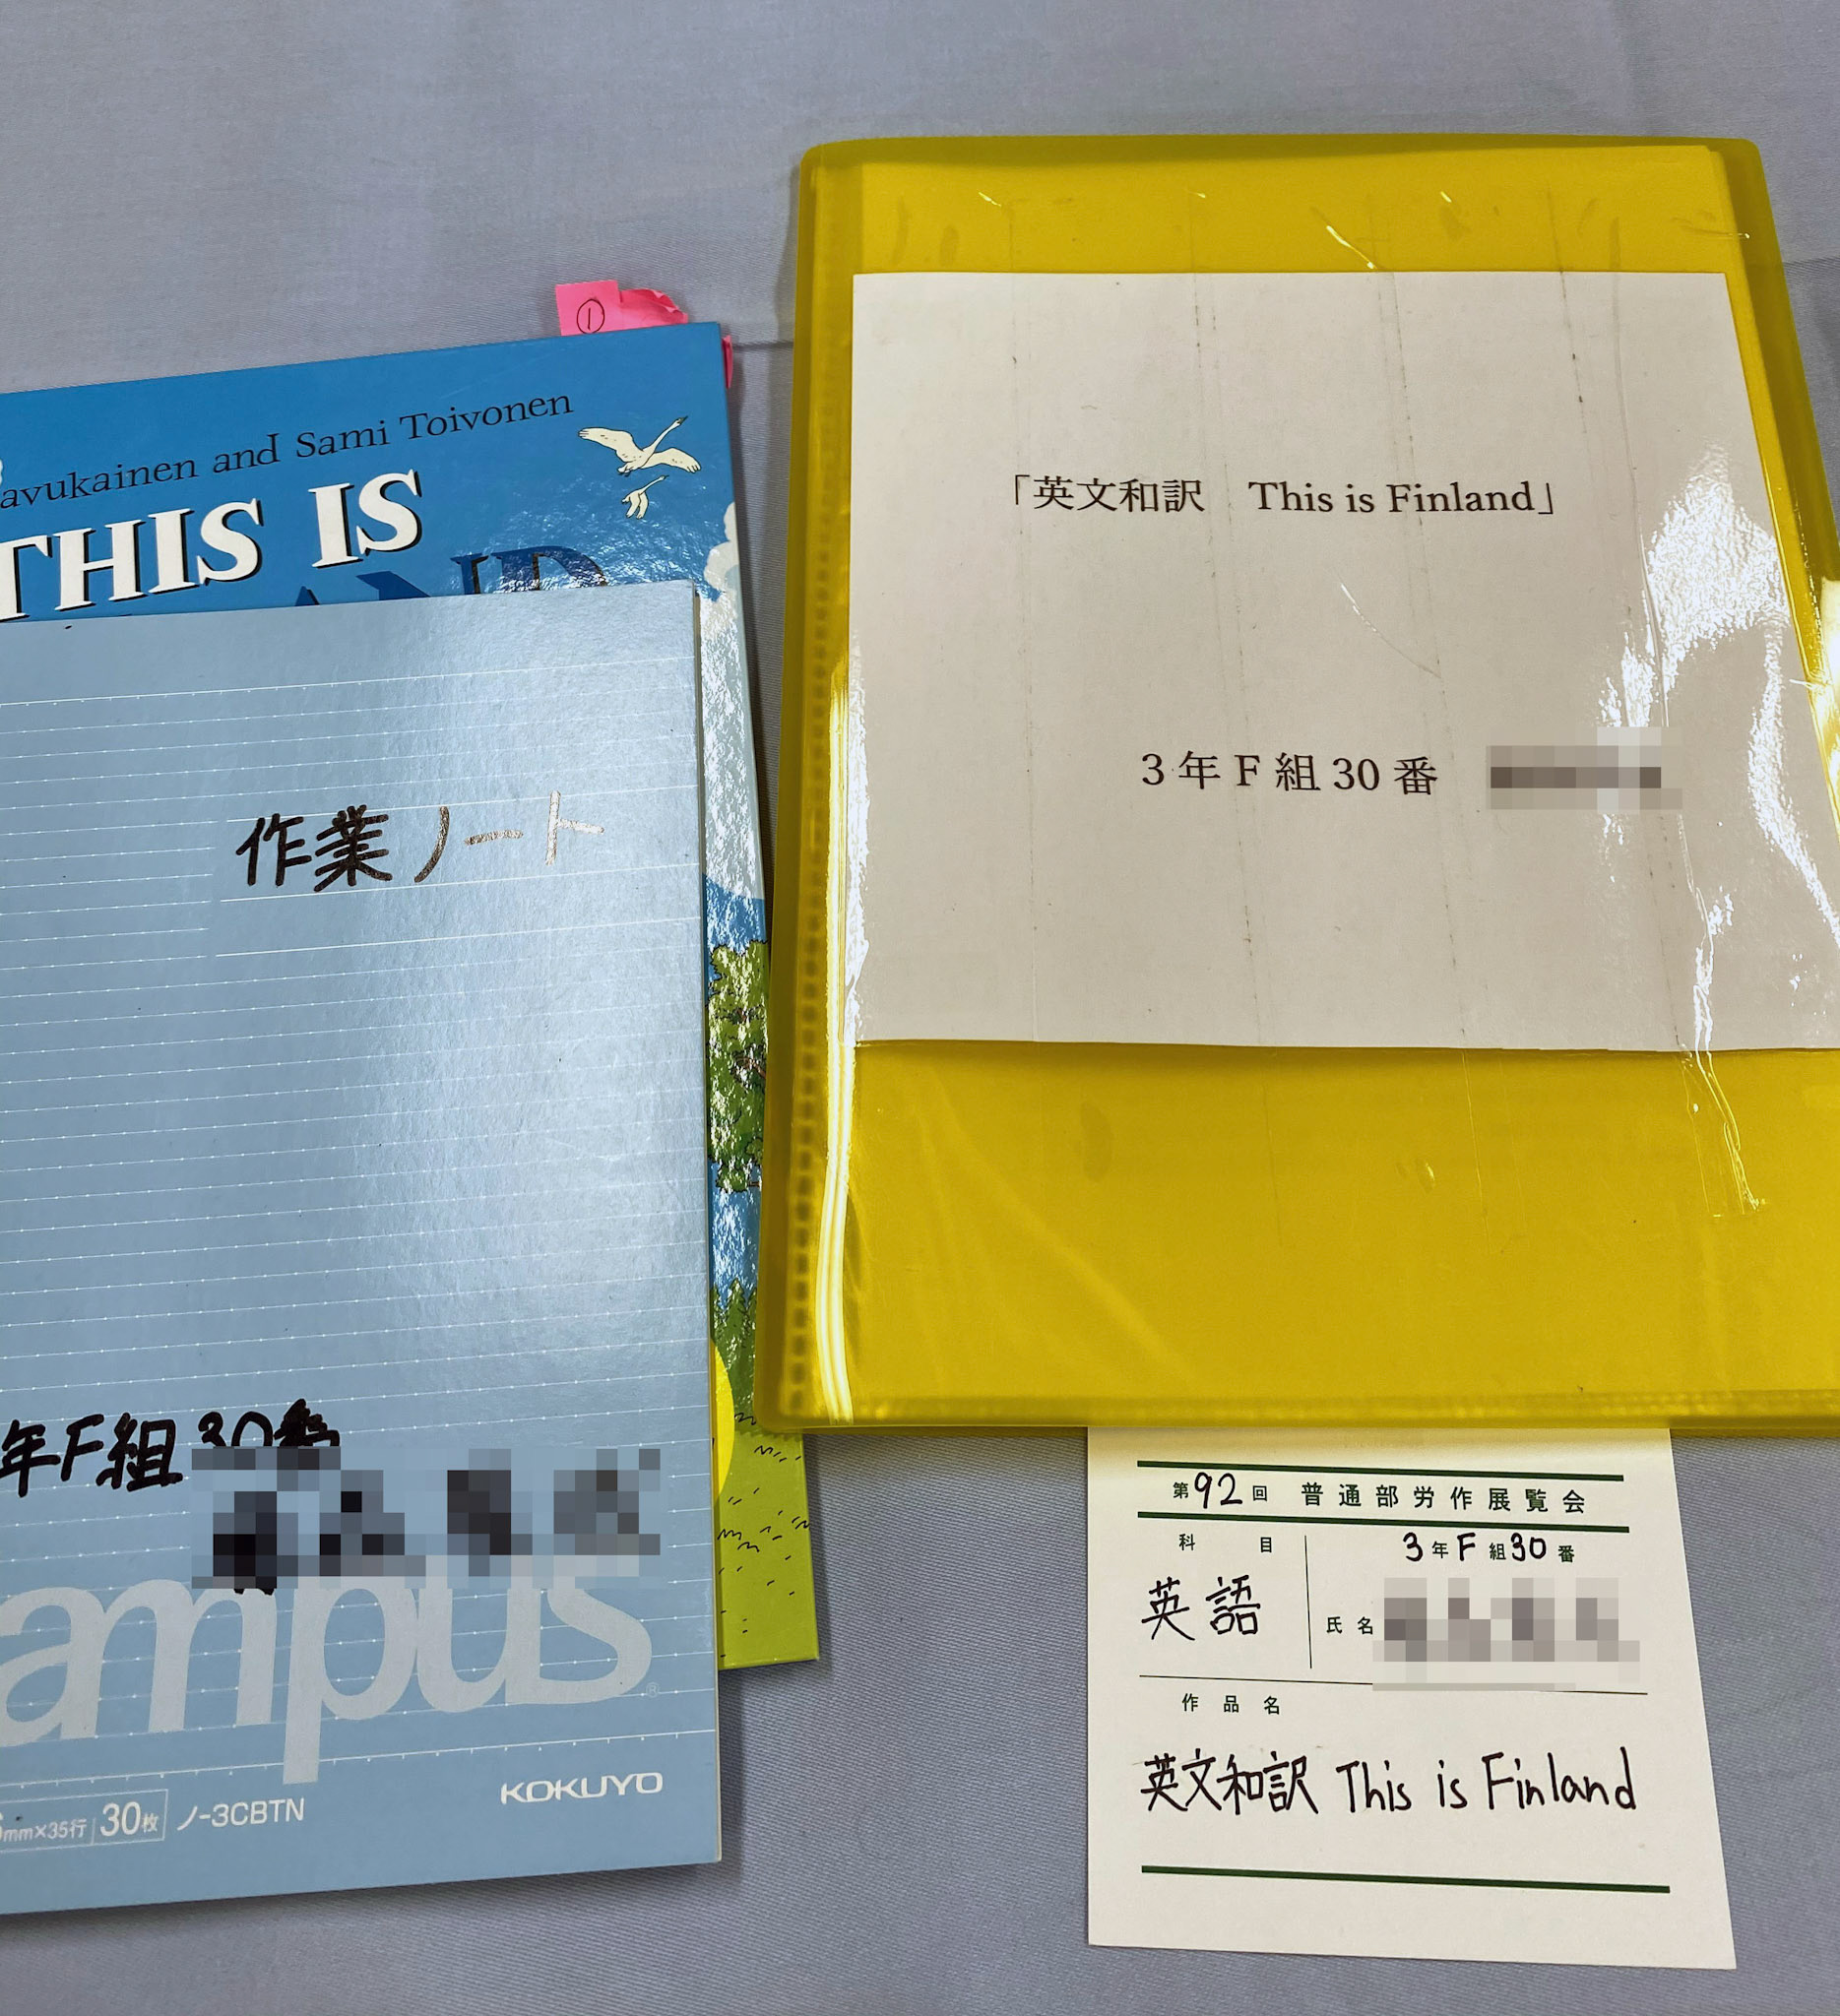 ①
avukainen and Sami Toivonen
THIS IS
作業ノート
年F組30番
ampus
KOKUYO
mm×35行 30枚 ノ-3CBTN
「英文和訳 This is Finland」
3年F組30番
第92回 普通部労作展覧会
科目
3年F組30番
英語
氏名
作品名
英文和訳 This is Finland